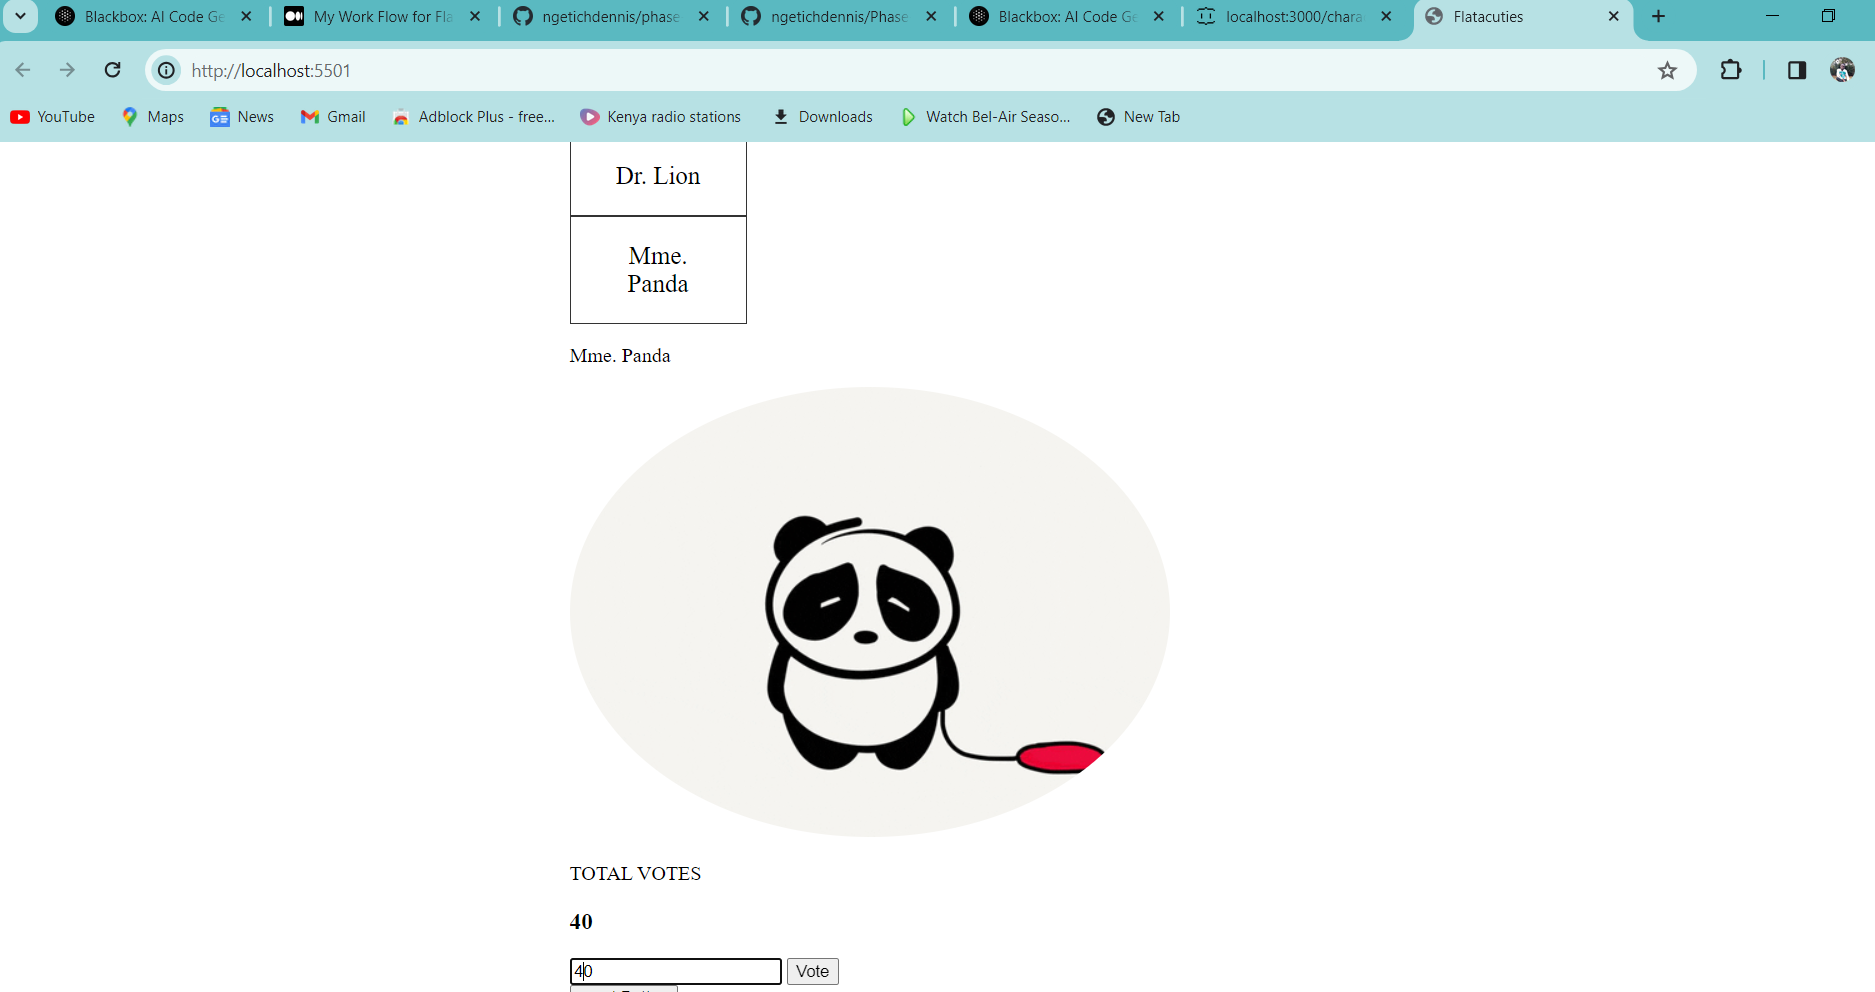 Blackbox: AI Code Ge
My Work Flow for Fla
ngetichdennis/phase
ngetichdennis/Phase
Blackbox: AI Code Ge
localhost:3000/chara
Flatacuties
http://localhost:5501
YouTube
Maps
News
Gmail
Adblock Plus - free...
Kenya radio stations
Downloads
Watch Bel-Air Seaso...
New Tab
Dr. Lion
Mme.
Panda
Mme. Panda
TOTAL VOTES
40
40
Vote